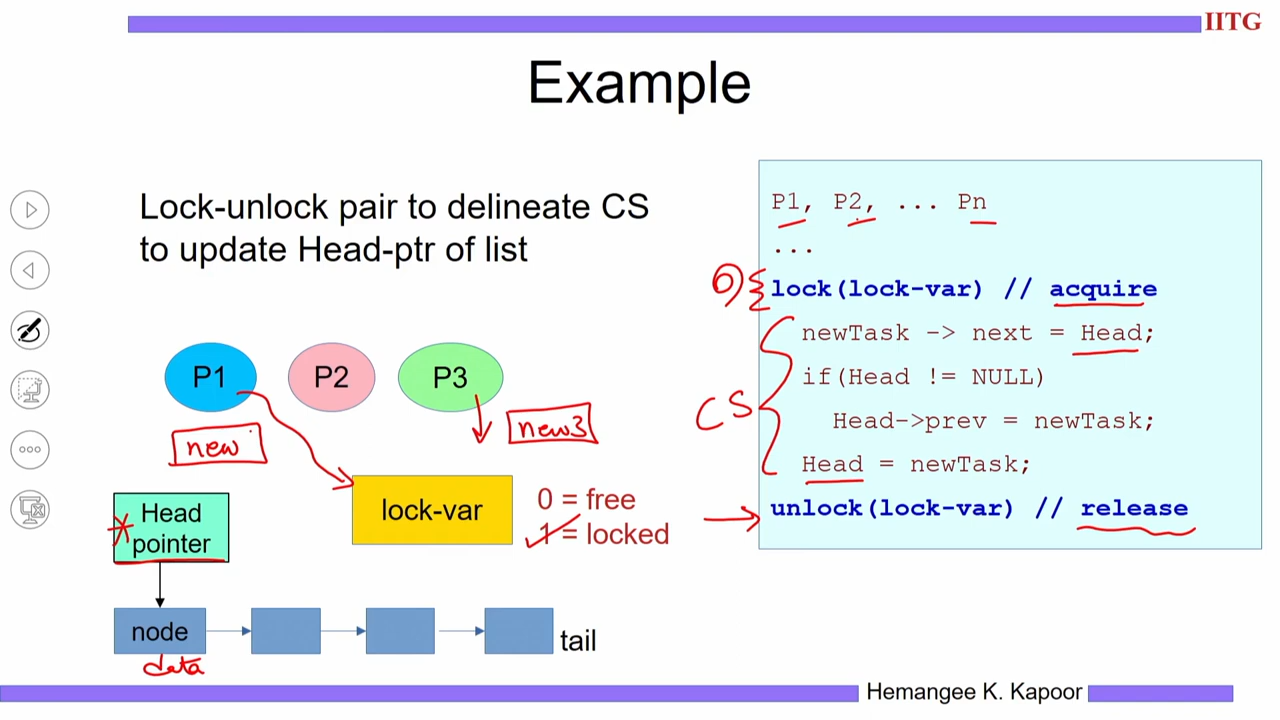 IITG
Example
Lock-unlock pair to delineate CS
to update Head-ptr of list
P1
P2
P3
new
new3
lock-var
0 = free
1 = locked
Head
pointer
node
data
tail
P1, P2, ... Pn
...
lock(lock-var) // acquire
newTask -> next = Head;
if(Head != NULL)
Head->prev = newTask;
Head = newTask;
unlock(lock-var) // release
CS
Hemangee K. Kapoor